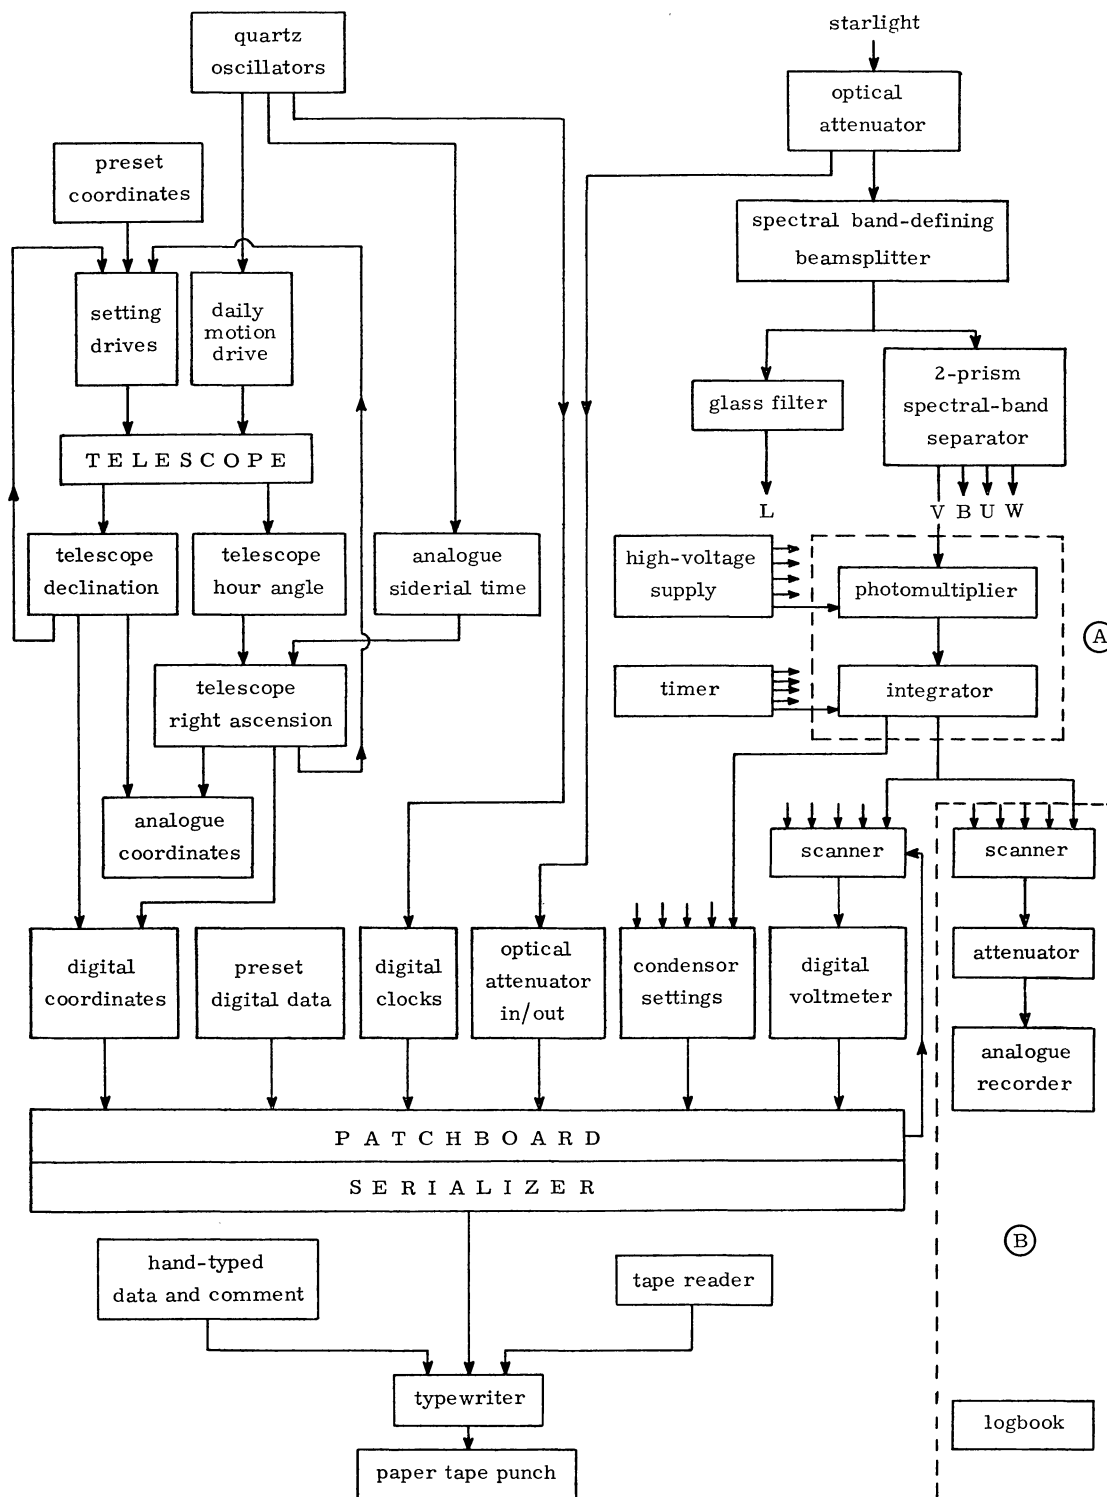 quartz
oscillators
starlight
optical
attenuator
preset
coordinates
spectral band-defining
beamsplitter
setting
drives
daily
motion
drive
2-prism
spectral-band
separator
glass filter
TELESCOPE
L
V B U W
telescope
declination
telescope
hour angle
analogue
siderial time
high-voltage
supply
photomultiplier
A
telescope
right ascension
timer
integrator
analogue
coordinates
scanner
scanner
digital
coordinates
preset
digital data
digital
clocks
optical
attenuator
in/out
condensor
settings
digital
voltmeter
attenuator
analogue
recorder
PATCHBOARD
SERIALIZER
B
hand-typed
data and comment
tape reader
typewriter
logbook
paper tape punch